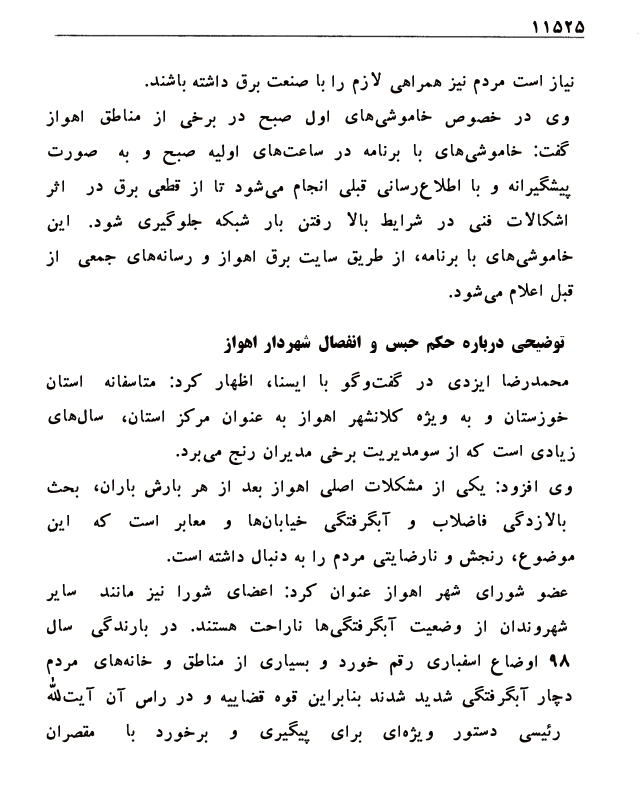 ۱۱۵۲۵
نیاز است مردم نیز همراهی لازم را با صنعت برق داشته باشند.
وی در خصوص خاموشی‌های اول صبح در برخی از مناطق اهواز
گفت: خاموشی‌های با برنامه در ساعت‌های اولیه صبح و به صورت
پیشگیرانه و با اطلاع‌رسانی قبلی انجام می‌شود تا از قطعی برق در اثر
اشکالات فنی در شرایط بالا رفتن بار شبکه جلوگیری شود. این
خاموشی‌های با برنامه، از طریق سایت برق اهواز و رسانه‌های جمعی از
قبل اعلام می‌شود.
توضیحی درباره حکم حبس و انفصال شهردار اهواز
محمدرضا ایزدی در گفت‌وگو با ایسنا، اظهار کرد: متاسفانه استان
خوزستان و به ویژه کلانشهر اهواز به عنوان مرکز استان، سال‌های
زیادی است که از سومدیریت برخی مدیران رنج می‌برد.
وی افزود: یکی از مشکلات اصلی اهواز بعد از هر بارش باران، بحث
بالازدگی فاضلاب و آبگرفتگی خیابان‌ها و معابر است که این
موضوع، رنجش و نارضایتی مردم را به دنبال داشته است.
عضو شورای شهر اهواز عنوان کرد: اعضای شورا نیز مانند سایر
شهروندان از وضعیت آبگرفتگی‌ها ناراحت هستند. در بارندگی سال
۹۸ اوضاع اسفباری رقم خورد و بسیاری از مناطق و خانه‌های مردم
دچار آبگرفتگی شدید شدند بنابراین قوه قضاییه و در راس آن آیت‌الله
رئیسی دستور ویژه‌ای برای پیگیری و برخورد با مقصران